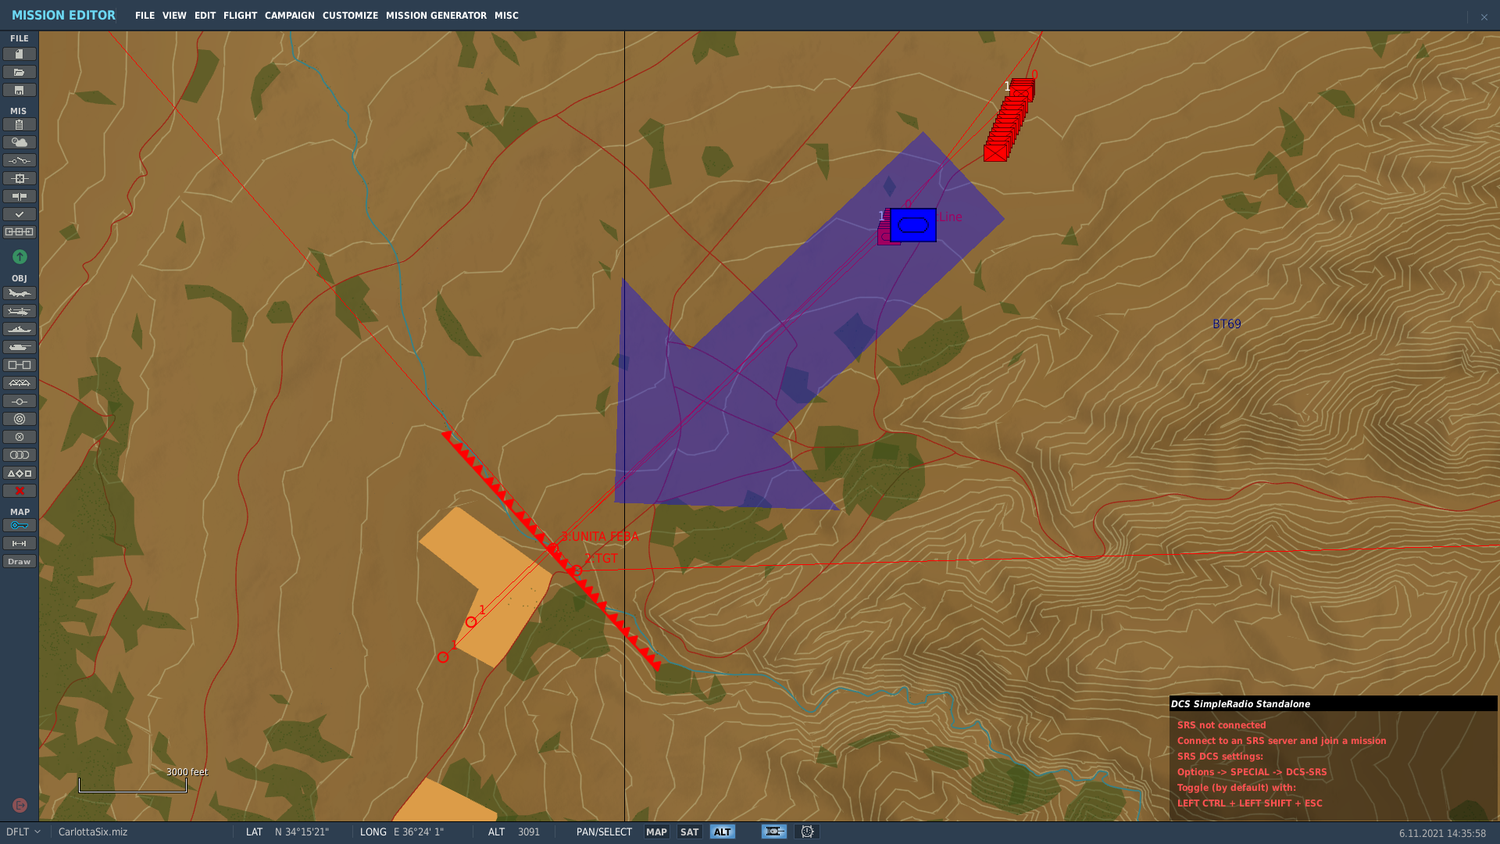 MISSION EDITOR
FILE VIEW EDIT FLIGHT CAMPAIGN CUSTOMIZE MISSION GENERATOR MISC
FILE
MIS
OBJ
MAP
Draw
0
1
0
1
Line
BT69
3:UNITA FEBA
2:TGT
1
1
3000 feet
DCS SimpleRadio Standalone
SRS not connected
Connect to an SRS server and join a mission
SRS DCS settings:
Options -> SPECIAL -> DCS-SRS
Toggle (by default) with:
LEFT CTRL + LEFT SHIFT + ESC
DFLT CarlottaSix.miz LAT N 34°15'21" LONG E 36°24' 1" ALT 3091 PAN/SELECT MAP SAT ALT 6.11.2021 14:35:58